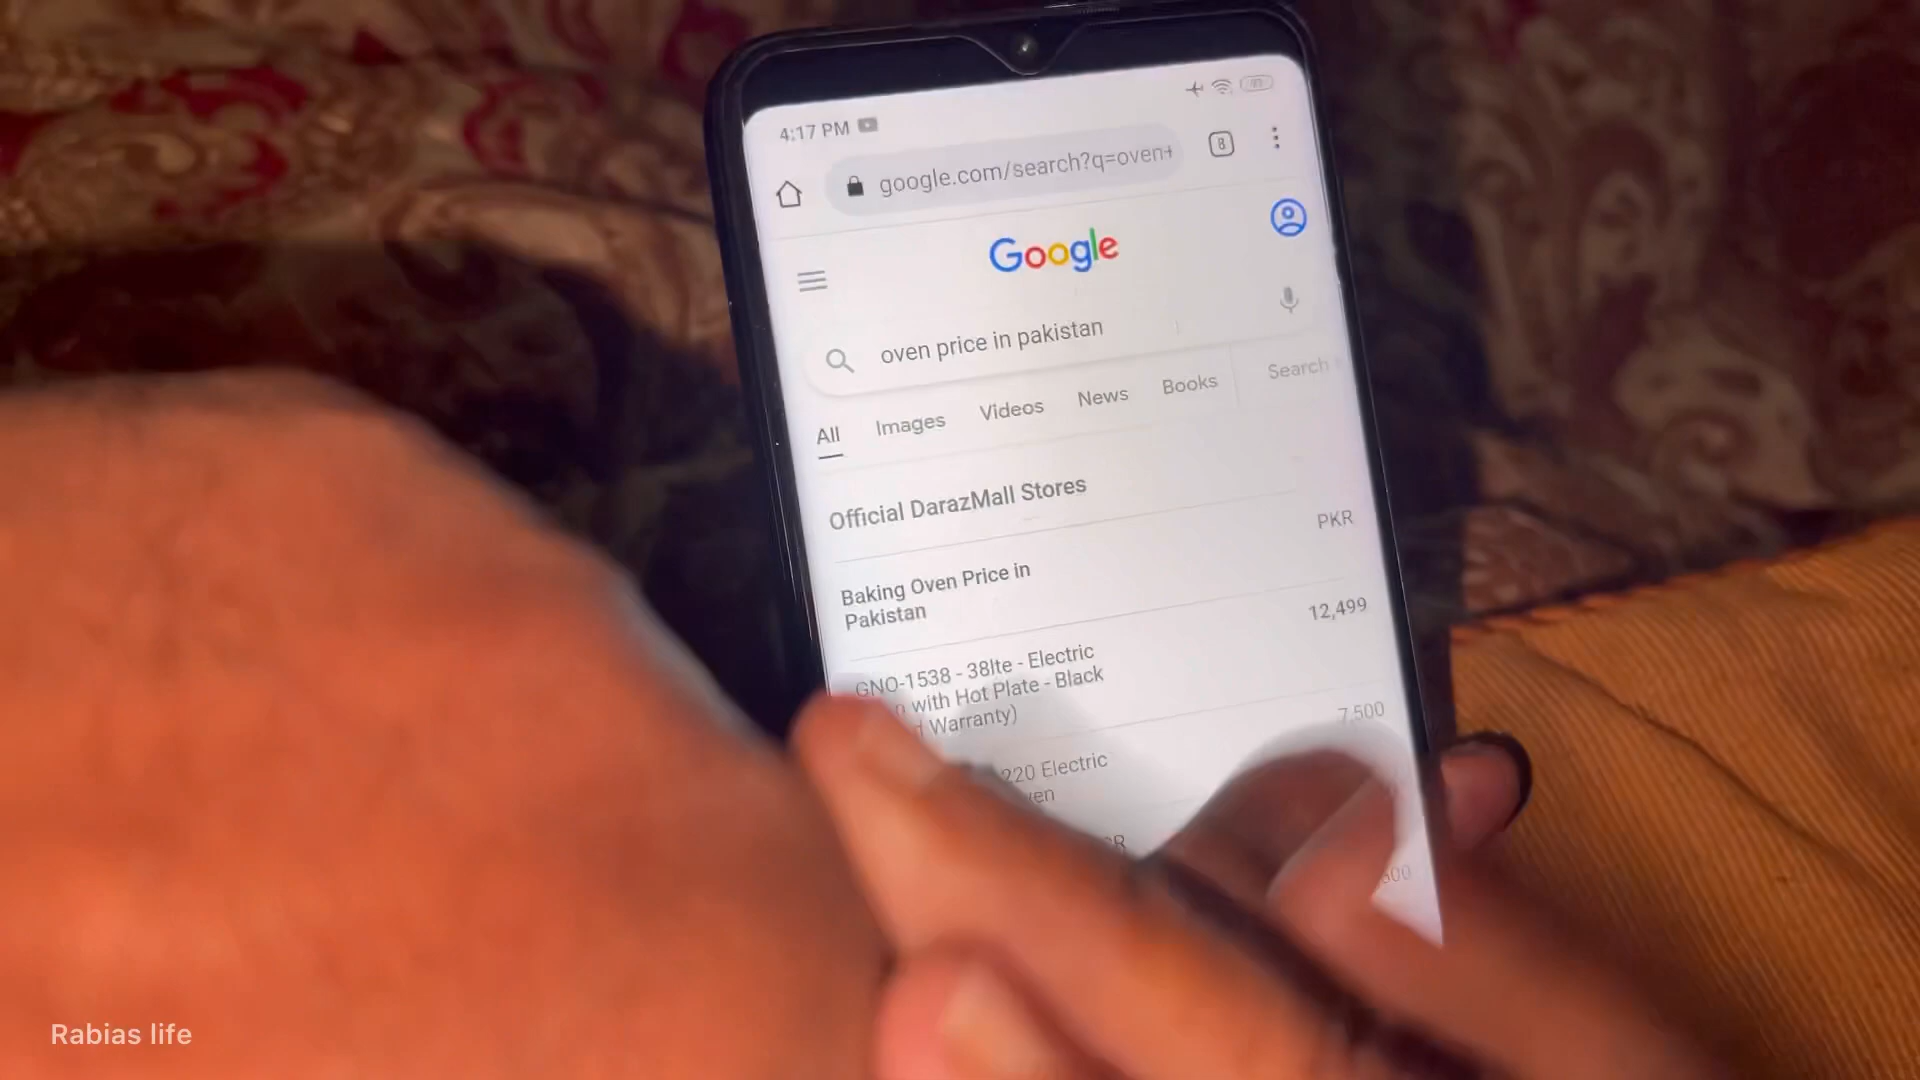 4:17 PM
google.com/search?q=oven+
8
Google
oven price in pakistan
All Images Videos News Books Search
Official DarazMall Stores
Baking Oven Price in
Pakistan
PKR
GNO-1538 - 38lte - Electric
with Hot Plate - Black
Warranty)
12,499
220 Electric
7,500
Rabias life